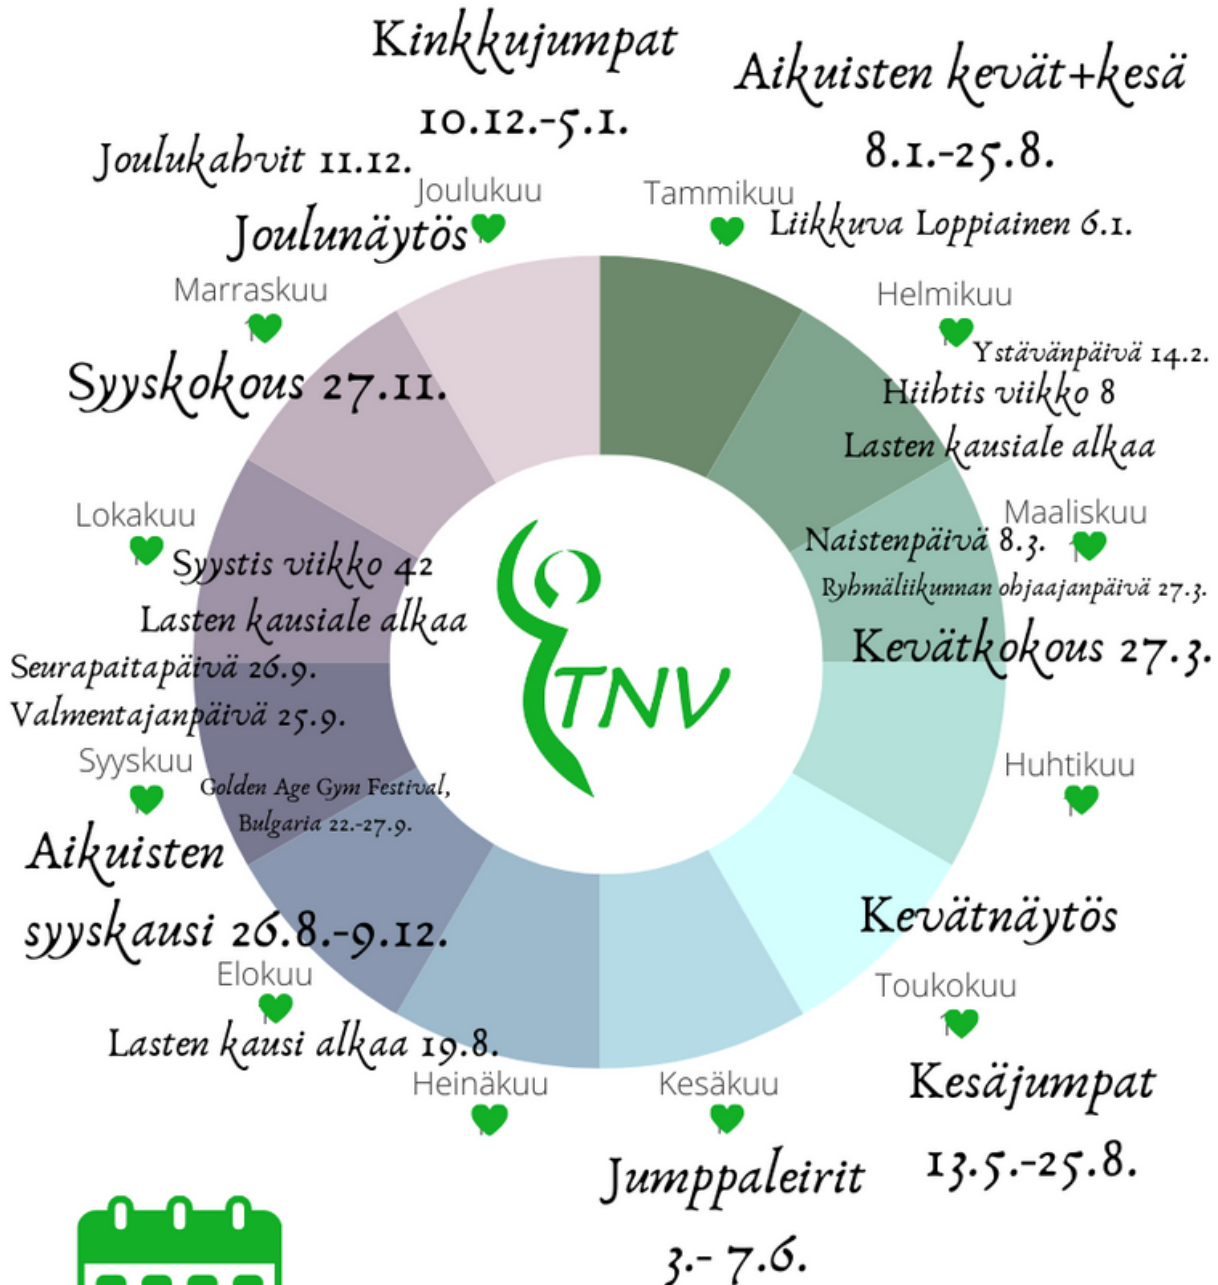 Kinkkujumpat
10.12.-5.1.
Aikuisten kevät+kesä
8.1.-25.8.
Joulukahvit 11.12.
Joulukuu
Tammikuu
Joulunäytös
Liikkuva Loppiainen 6.1.
Marraskuu
Helmikuu
Ystävänpäivä 14.2.
Syyskokous 27.11.
Hiihtis viikko 8
Lasten kausiale alkaa
Lokakuu
Maaliskuu
Naistenpäivä 8.3.
Syystis viikko 42
Ryhmäliikunnan ohjaajanpäivä 27.3.
Lasten kausiale alkaa
Kevätkokous 27.3.
Seurapaitapäivä 26.9.
Valmentajanpäivä 25.9.
TNV
Syyskuu
Huhtikuu
Golden Age Gym Festival,
Bulgaria 22.-27.9.
Aikuisten
syyskausi 26.8.-9.12.
Kevätnäytös
Elokuu
Toukokuu
Lasten kausi alkaa 19.8.
Heinäkuu
Kesäkuu
Kesäjumpat
13.5.-25.8.
Jumppaleirit
3.- 7.6.